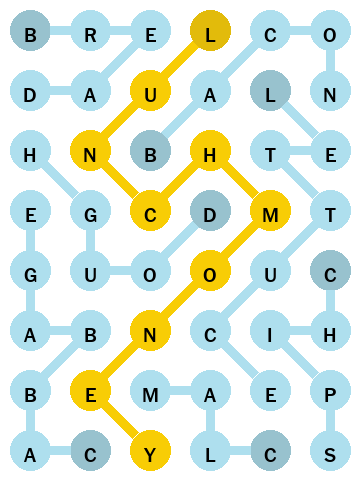 B R E L C O
D A U A L N
H N B H T E
E G C D M T
G U O O U C
A B N C I H
B E M A E P
A C Y L C S